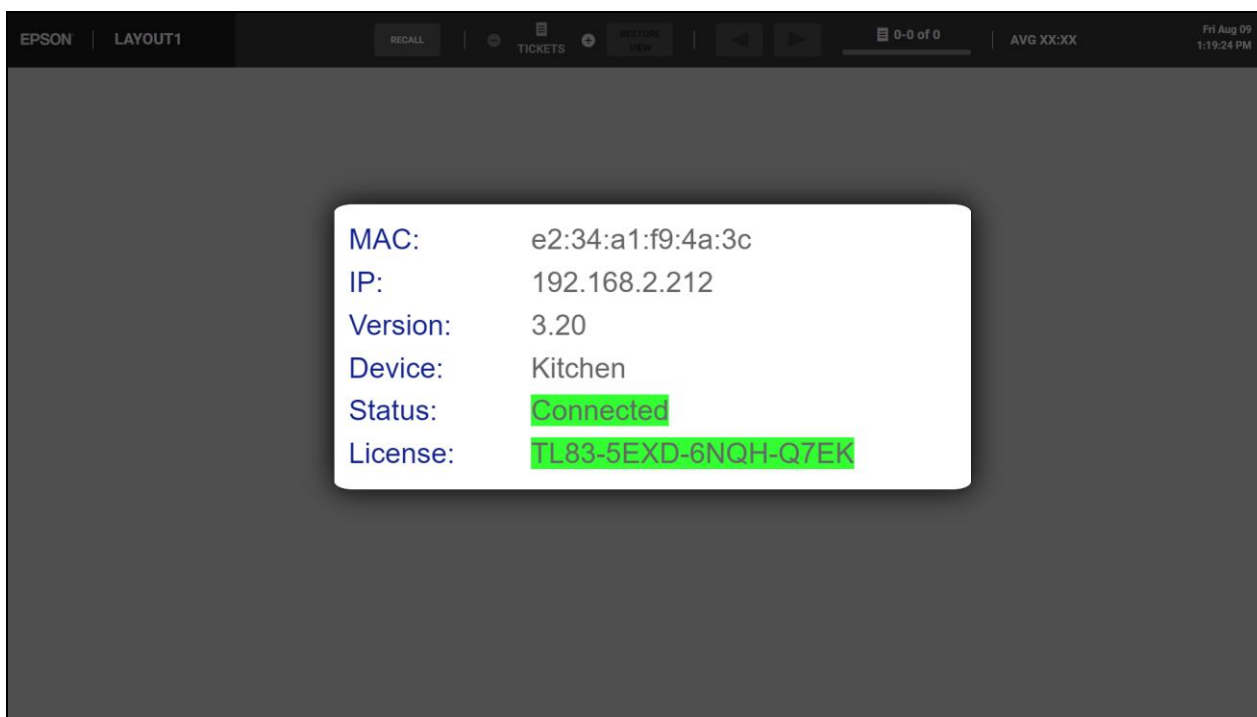 EPSON | LAYOUT1 RECALL TICKETS RESTORE VIEW 0-0 of 0 AVG XX:XX Fri Aug 09 1:19:24 PM
MAC: e2:34:a1:f9:4a:3c
IP: 192.168.2.212
Version: 3.20
Device: Kitchen
Status: Connected
License: TL83-5EXD-6NQH-Q7EK